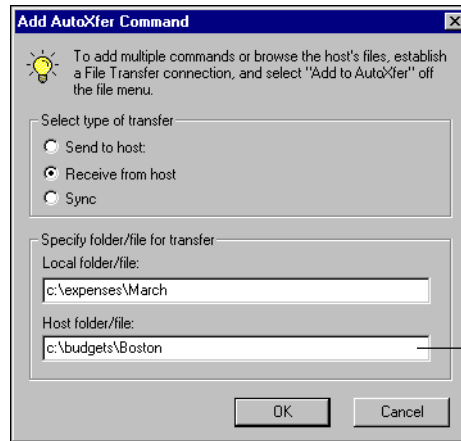 Add AutoXfer Command
To add multiple commands or browse the host's files, establish
a File Transfer connection, and select "Add to AutoXfer" off
the file menu.
Select type of transfer
Send to host:
Receive from host
Sync
Specify folder/file for transfer
Local folder/file:
c:\expenses\March
Host folder/file:
c:\budgets\Boston
OK
Cancel